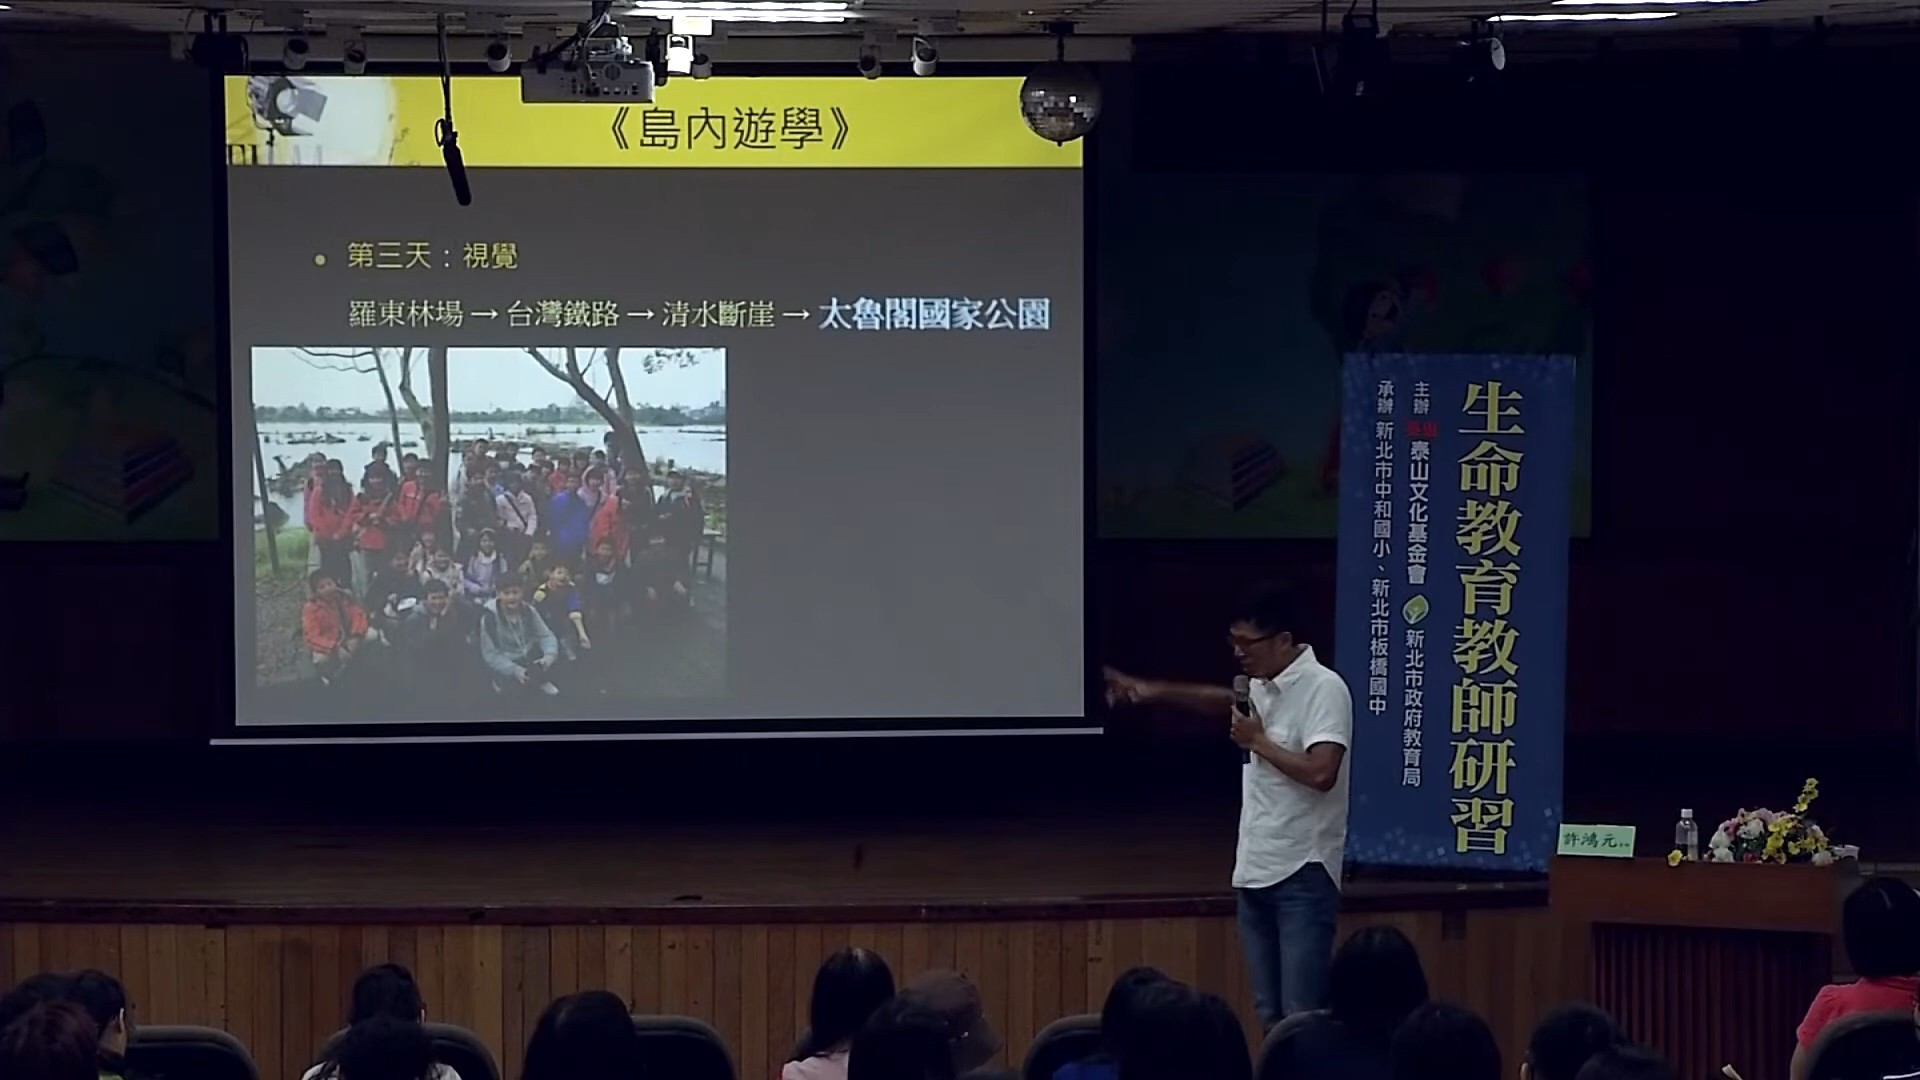 《島內遊學》
• 第三天：視覺
羅東林場→台灣鐵路→清水斷崖→太魯閣國家公園
生命教育教師研習
主辦 泰山文化基金會 新北市政府教育局
承辦 新北市中和國小、新北市板橋國中
許鴻元